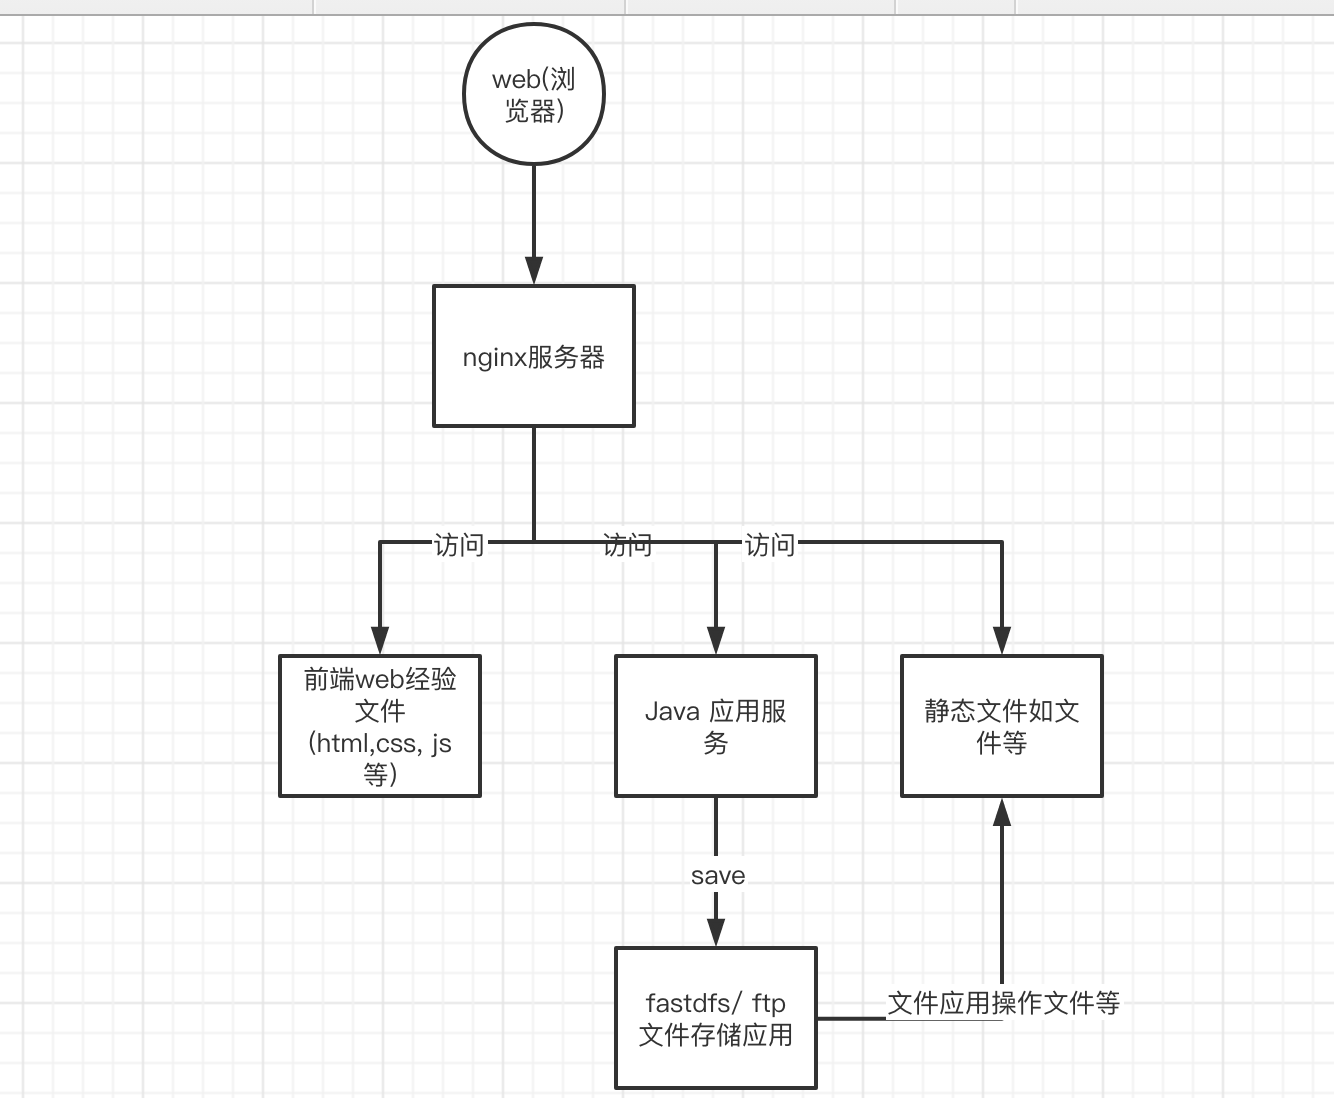 web(浏
览器)
nginx服务器
访问
访问
访问
前端web经验
文件
(html,css, js
等)
Java 应用服
务
静态文件如文
件等
save
fastdfs/ ftp
文件存储应用
文件应用操作文件等